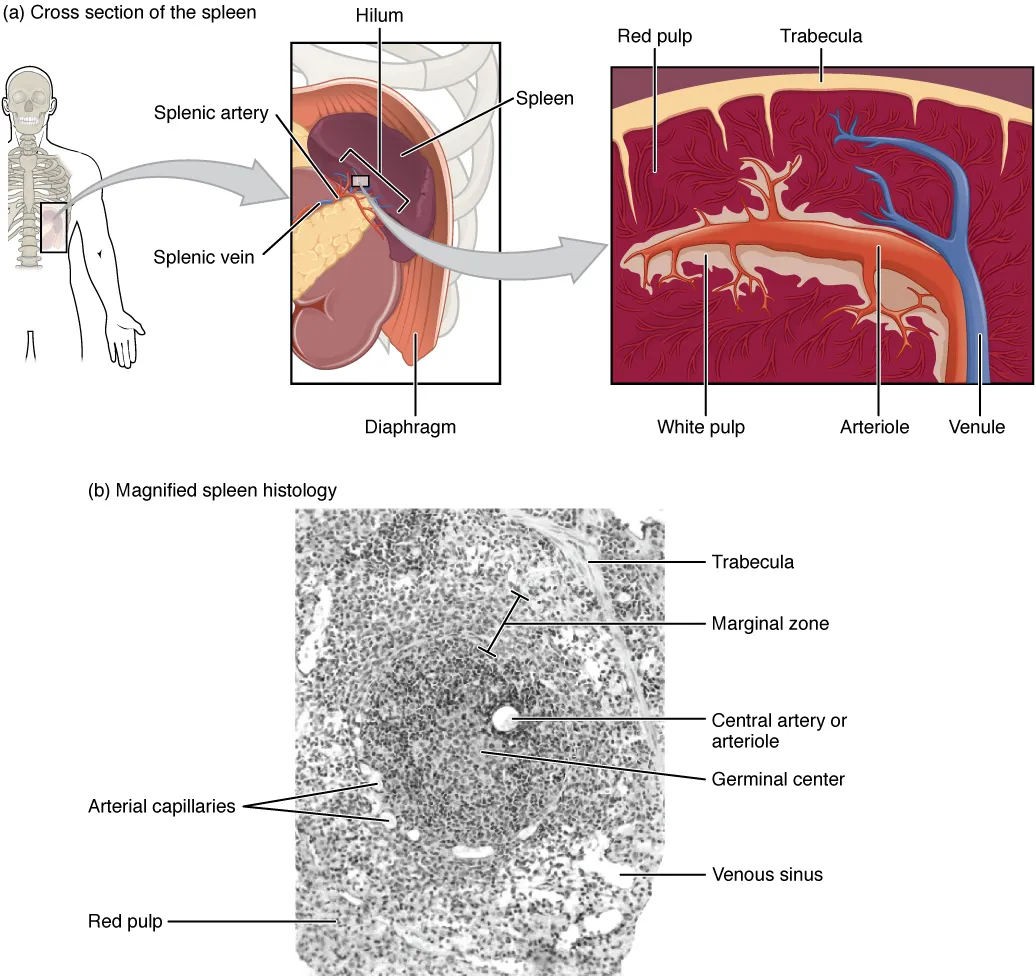 (a) Cross section of the spleen
Hilum
Splenic artery
Spleen
Splenic vein
Diaphragm
Red pulp
Trabecula
White pulp
Arteriole
Venule
(b) Magnified spleen histology
Trabecula
Marginal zone
Central artery or
arteriole
Germinal center
Arterial capillaries
Venous sinus
Red pulp